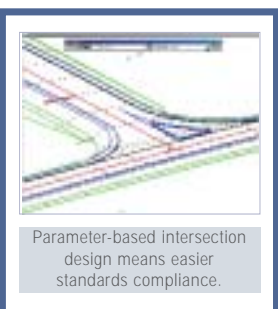 Parameter-based intersection
design means easier
standards compliance.